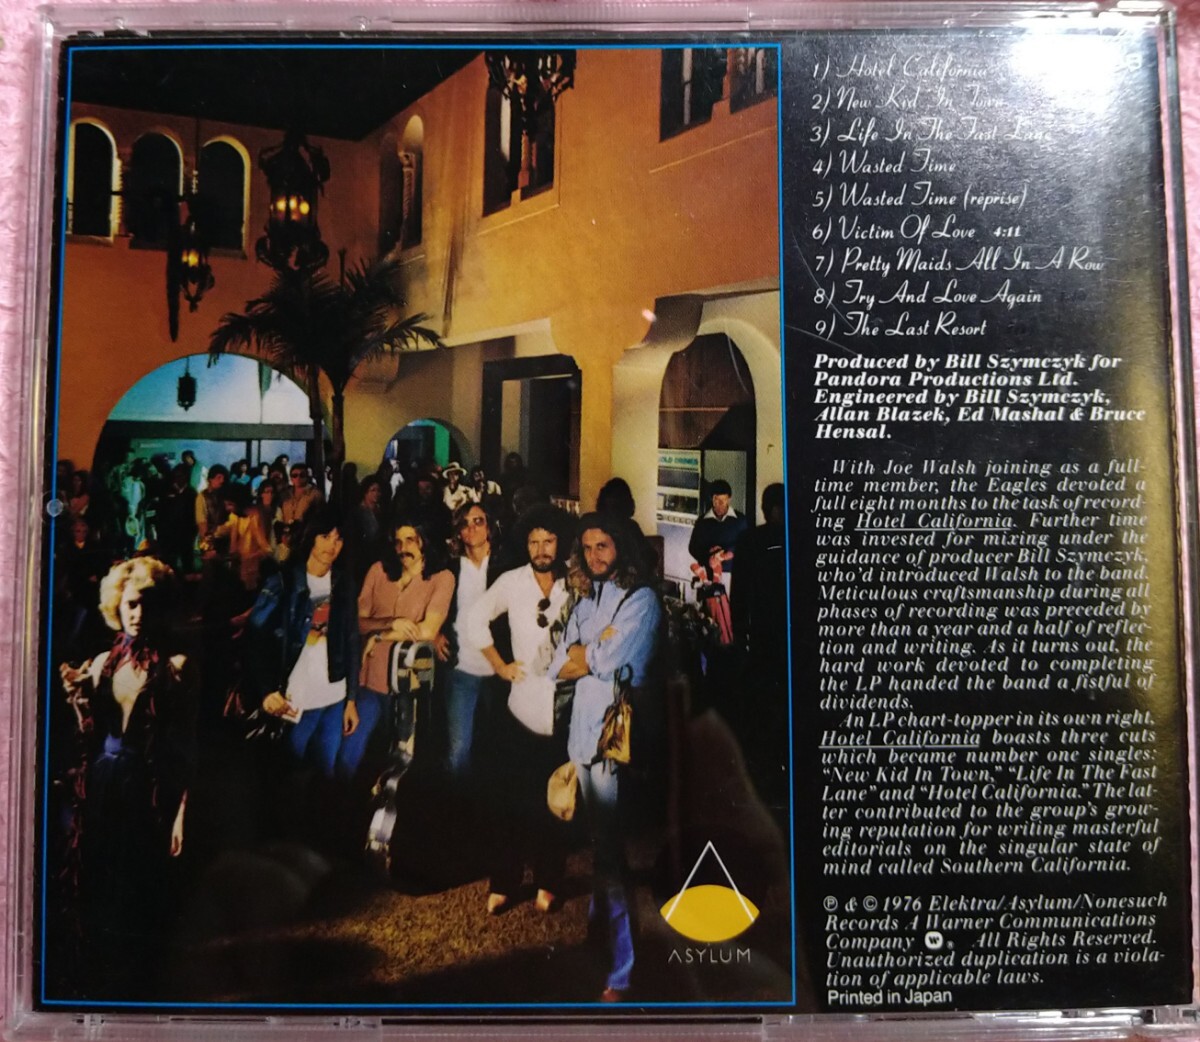 1) Hotel California
2) New Kid In Town
3) Life In The Fast Lane
4) Wasted Time
5) Wasted Time (reprise)
6) Victim Of Love 4:11
7) Pretty Maids All In A Row
8) Try And Love Again
9) The Last Resort
Produced by Bill Szymczyk for
Pandora Productions Ltd.
Engineered by Bill Szymczyk,
Allan Blazek, Ed Mashal & Bruce
Hensal.
With Joe Walsh joining as a full-
time member, the Eagles devoted a
full eight months to the task of record-
ing Hotel California. Further time
was invested for mixing under the
guidance of producer Bill Szymczyk,
who'd introduced Walsh to the band.
Meticulous craftsmanship during all
phases of recording was preceded by
more than a year and a half of reflec-
tion and writing. As it turns out, the
hard work devoted to completing
the LP handed the band a fistful of
dividends.
An LP chart-topper in its own right,
Hotel California boasts three cuts
which became number one singles:
"New Kid In Town," "Life In The Fast
Lane" and "Hotel California." The lat-
ter contributed to the group's grow-
ing reputation for writing masterful
editorials on the singular state of
mind called Southern California.
℗ & © 1976 Elektra/Asylum/Nonesuch
Records A Warner Communications
Company W. All Rights Reserved.
Unauthorized duplication is a viola-
tion of applicable laws.
Printed in Japan
COLD DRINKS
ASYLUM